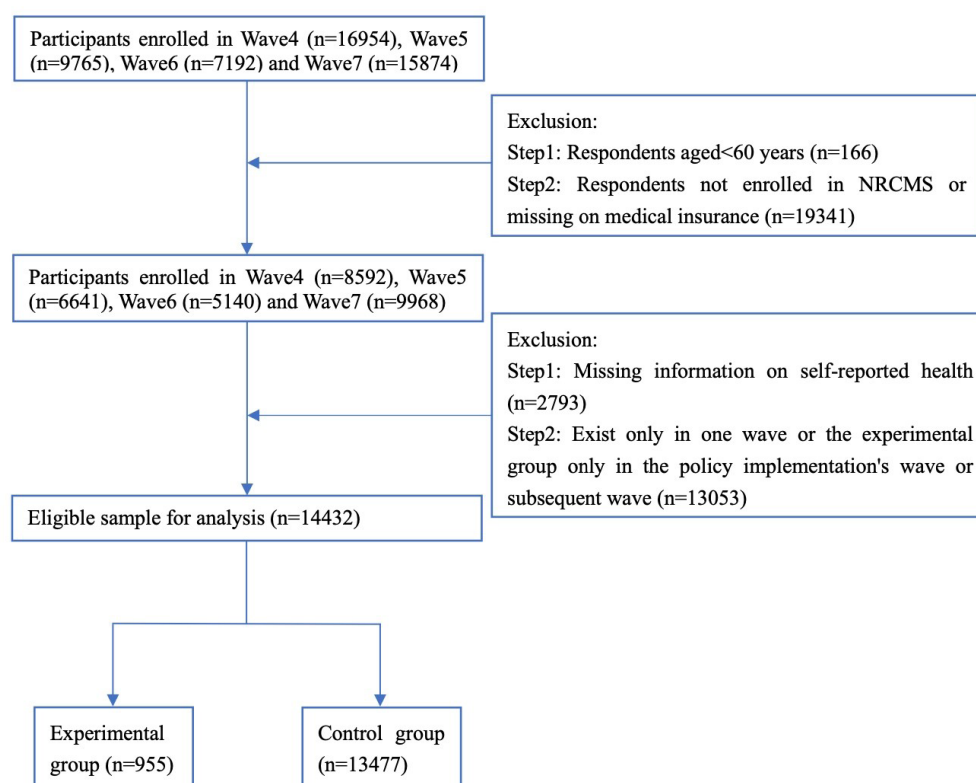 Participants enrolled in Wave4 (n=16954), Wave5
(n=9765), Wave6 (n=7192) and Wave7 (n=15874)
Exclusion:
Step1: Respondents aged<60 years (n=166)
Step2: Respondents not enrolled in NRCMS or
missing on medical insurance (n=19341)
Participants enrolled in Wave4 (n=8592), Wave5
(n=6641), Wave6 (n=5140) and Wave7 (n=9968)
Exclusion:
Step1: Missing information on self-reported health
(n=2793)
Step2: Exist only in one wave or the experimental
group only in the policy implementation's wave or
subsequent wave (n=13053)
Eligible sample for analysis (n=14432)
Experimental
group (n=955)
Control group
(n=13477)